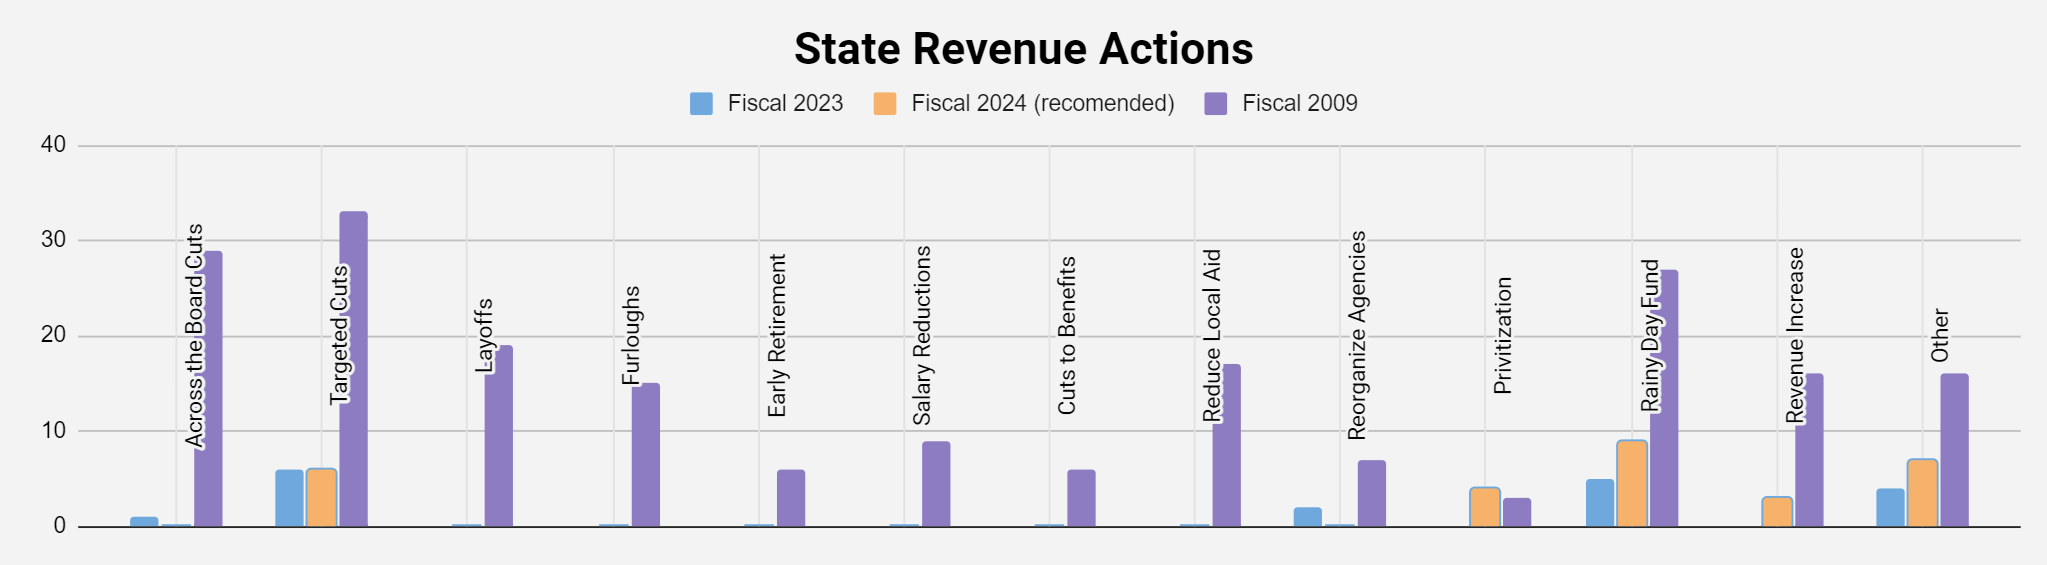 State Revenue Actions
Fiscal 2023
Fiscal 2024 (recomended)
Fiscal 2009
40
30
20
10
0
Across the Board Cuts
Targeted Cuts
Layoffs
Furloughs
Early Retirement
Salary Reductions
Cuts to Benefits
Reduce Local Aid
Reorganize Agencies
Privitization
Rainy Day Fund
Revenue Increase
Other